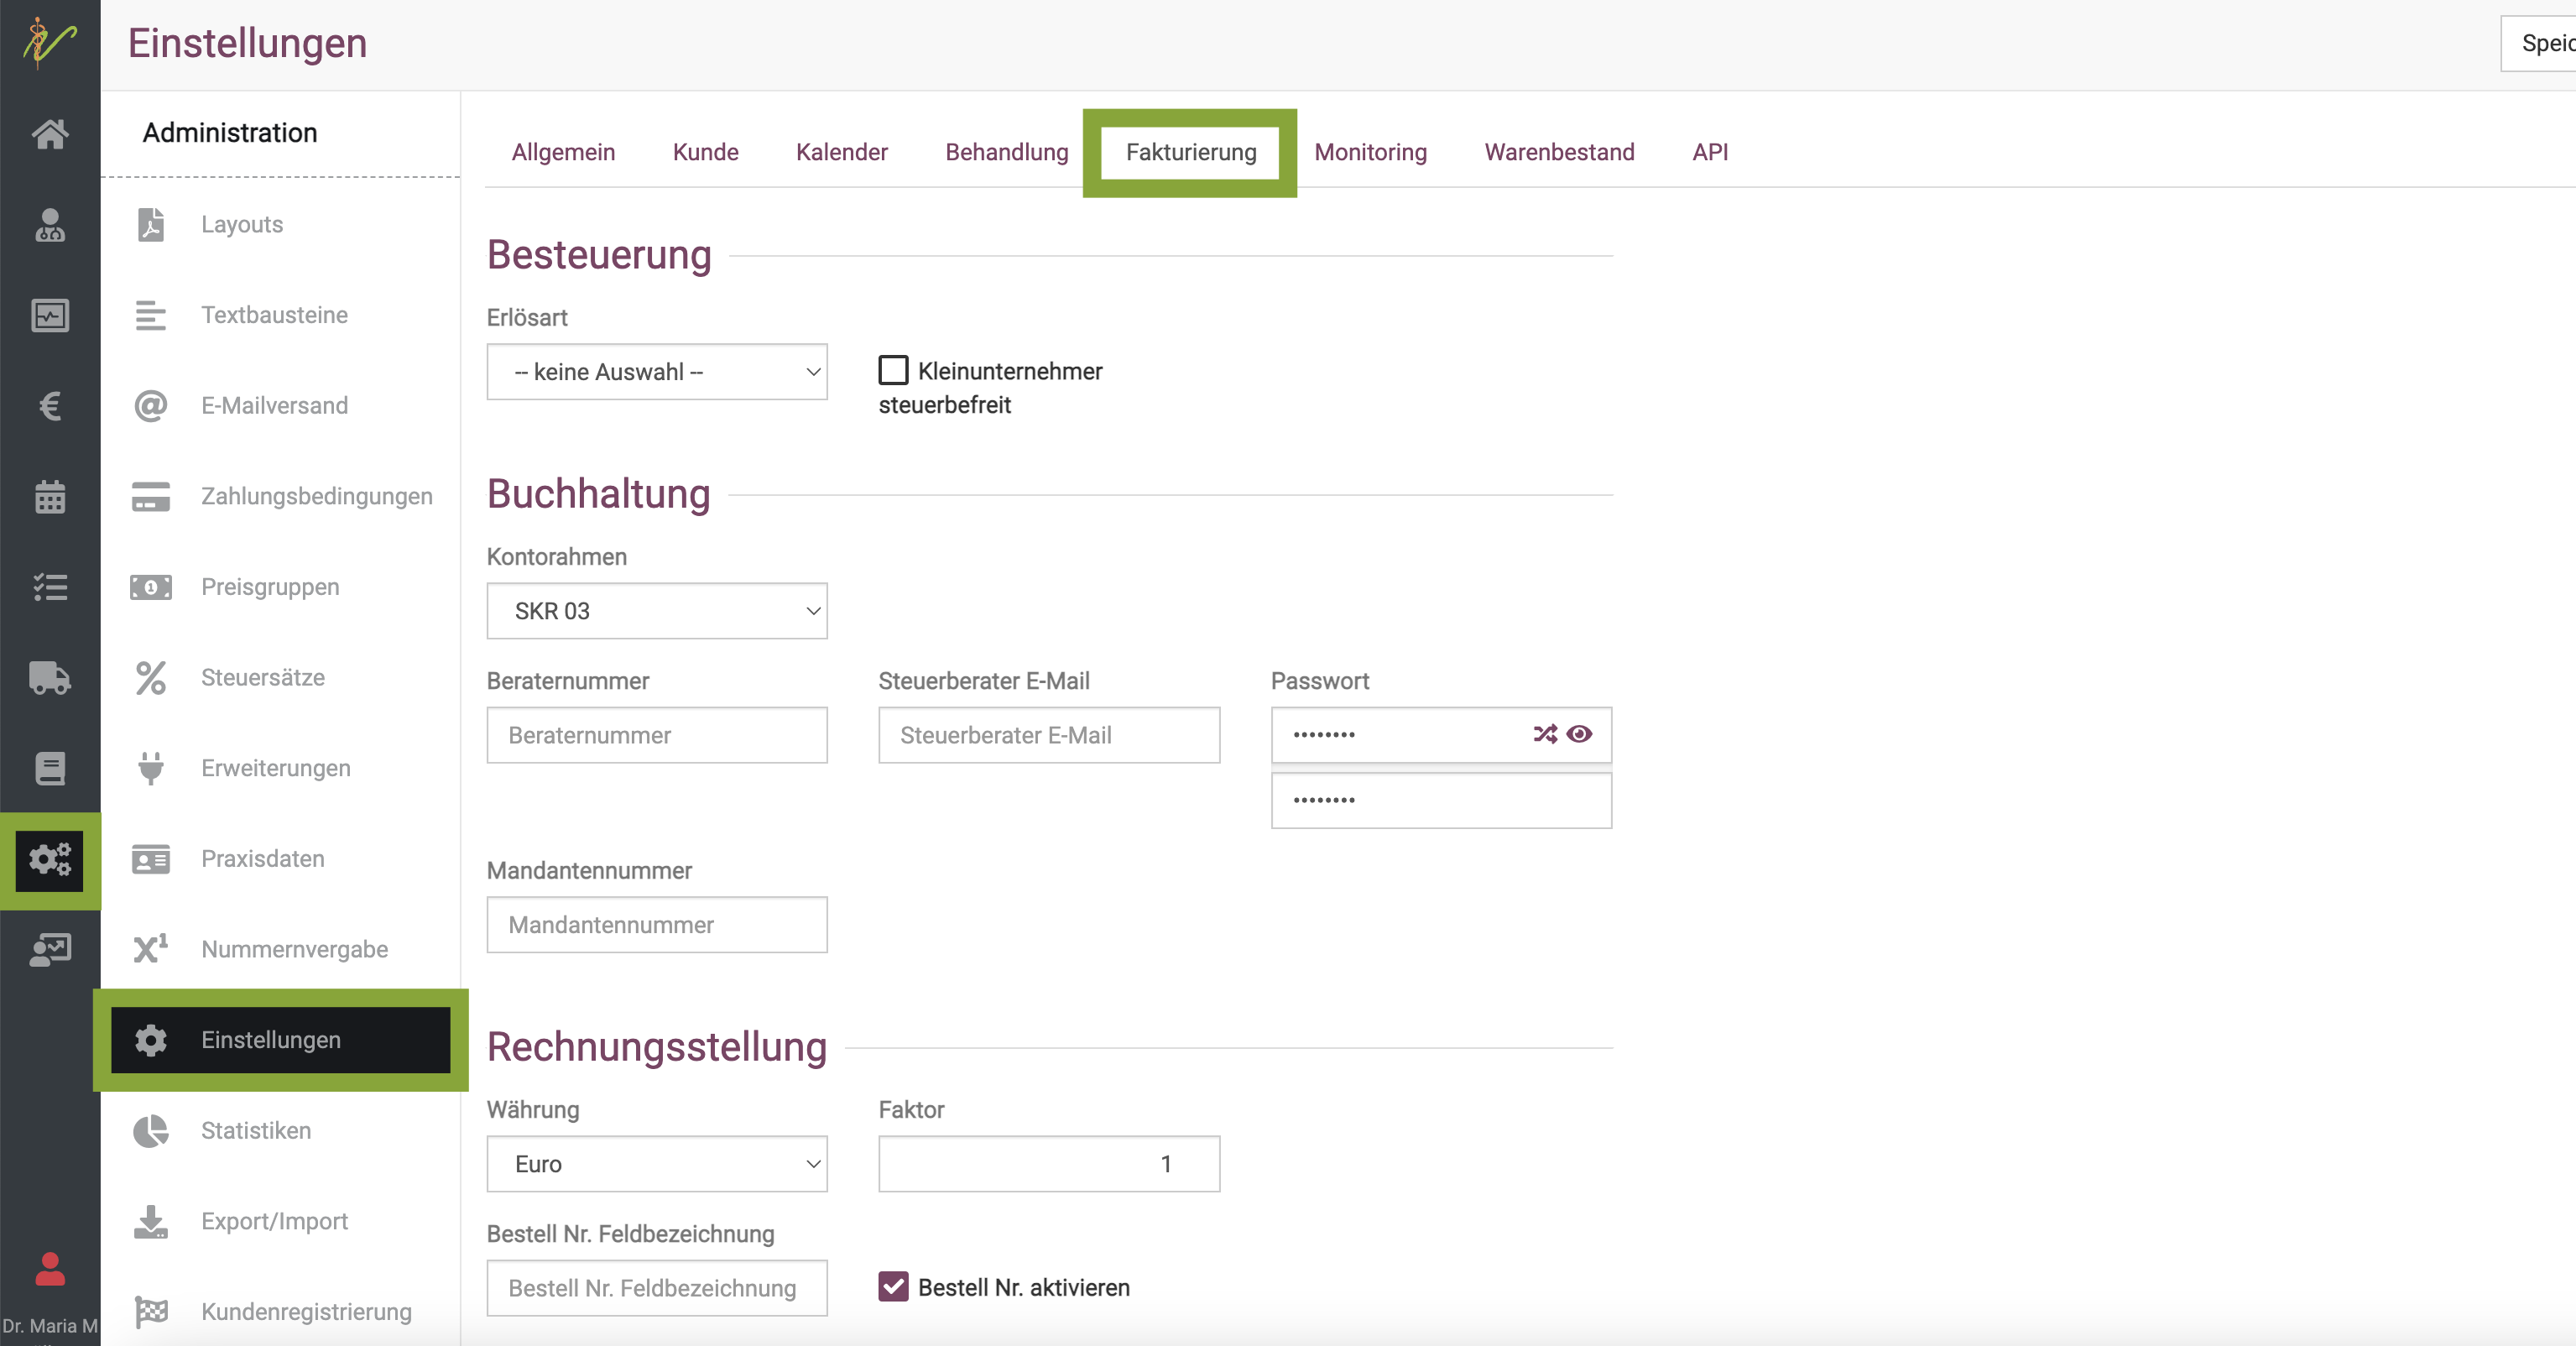 Einstellungen
Administration
Layouts
Textbausteine
E-Mailversand
Zahlungsbedingungen
Preisgruppen
Steuersätze
Erweiterungen
Praxisdaten
Nummernvergabe
Einstellungen
Statistiken
Export/Import
Kundenregistrierung
Dr. Maria M
Allgemein Kunde Kalender Behandlung Fakturierung Monitoring Warenbestand API
Besteuerung
Erlösart
-- keine Auswahl --
Kleinunternehmer
steuerbefreit
Buchhaltung
Kontorahmen
SKR 03
Beraternummer Steuerberater E-Mail Passwort
Beraternummer Steuerberater E-Mail ••••••••
••••••••
Mandantennummer
Mandantennummer
Rechnungsstellung
Währung Faktor
Euro 1
Bestell Nr. Feldbezeichnung
Bestell Nr. Feldbezeichnung Bestell Nr. aktivieren